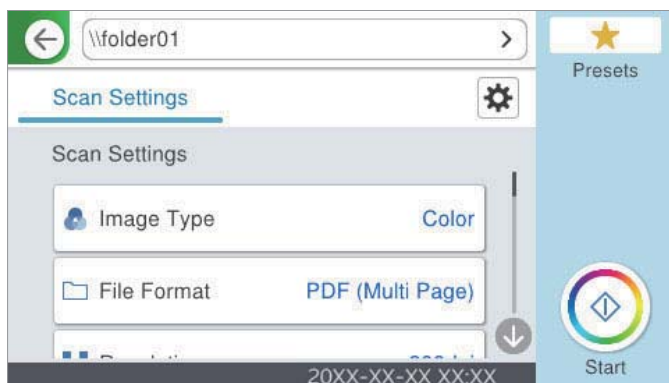 \\folder01
Presets
Scan Settings
Scan Settings
Image Type Color
File Format PDF (Multi Page)
20XX-XX-XX XX:XX
Start